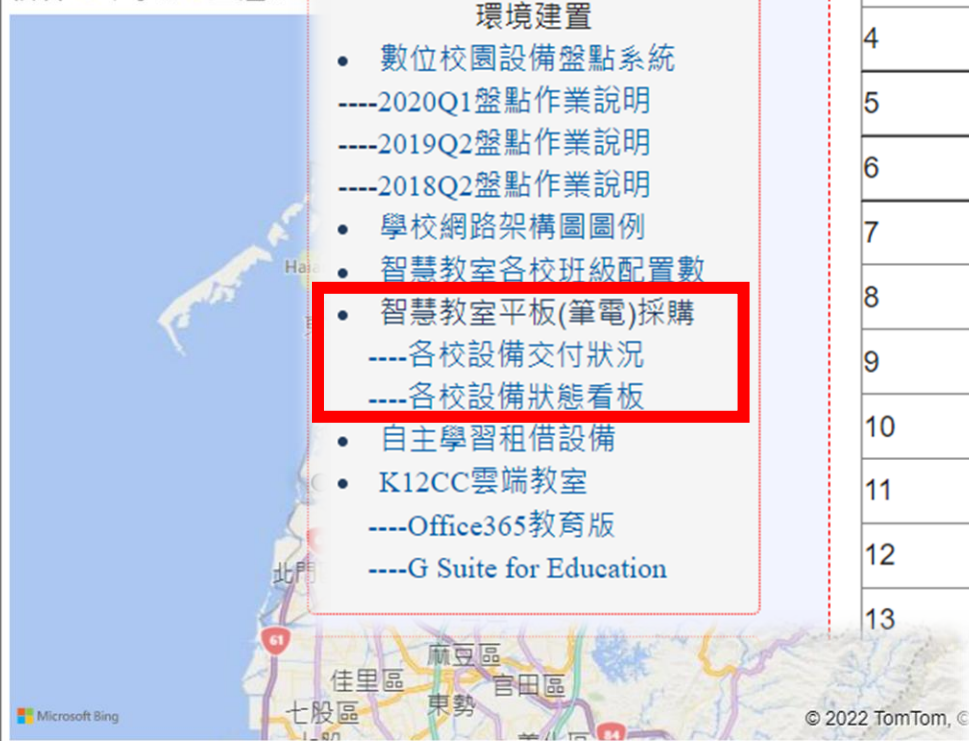 環境建置
• 數位校園設備盤點系統
----2020Q1盤點作業說明
----2019Q2盤點作業說明
----2018Q2盤點作業說明
• 學校網路架構圖圖例
• 智慧教室各校班級配置數
• 智慧教室平板(筆電)採購
----各校設備交付狀況
----各校設備狀態看板
• 自主學習租借設備
• K12CC雲端教室
----Office365教育版
----G Suite for Education
4
5
6
7
8
9
10
11
12
13
北門
61
麻豆區
佳里區
官田區
東勢
七股區
84
Microsoft Bing
© 2022 TomTom, ©